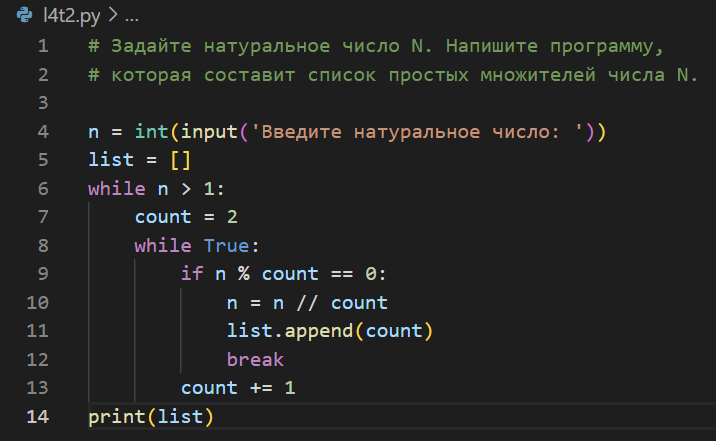 l4t2.py > ...
1 # Задайте натуральное число N. Напишите программу,
2 # которая составит список простых множителей числа N.
3
4 n = int(input('Введите натуральное число: '))
5 list = []
6 while n > 1:
7     count = 2
8     while True:
9         if n % count == 0:
10             n = n // count
11             list.append(count)
12             break
13         count += 1
14 print(list)